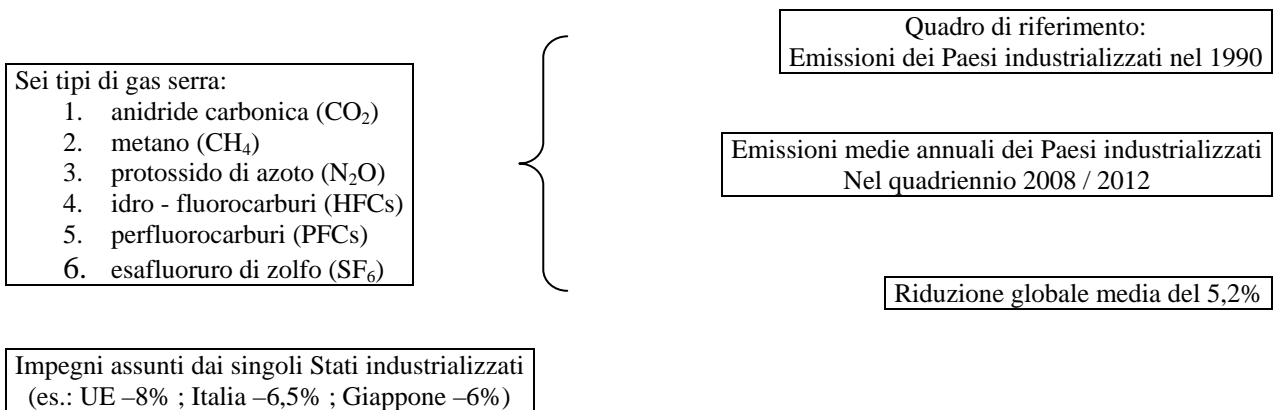 Sei tipi di gas serra:
1. anidride carbonica (CO₂)
2. metano (CH₄)
3. protossido di azoto (N₂O)
4. idro - fluorocarburi (HFCs)
5. perfluorocarburi (PFCs)
6. esafluoruro di zolfo (SF₆)
Quadro di riferimento:
Emissioni dei Paesi industrializzati nel 1990
Emissioni medie annuali dei Paesi industrializzati
Nel quadriennio 2008 / 2012
Riduzione globale media del 5,2%
Impegni assunti dai singoli Stati industrializzati
(es.: UE –8% ; Italia –6,5% ; Giappone –6%)